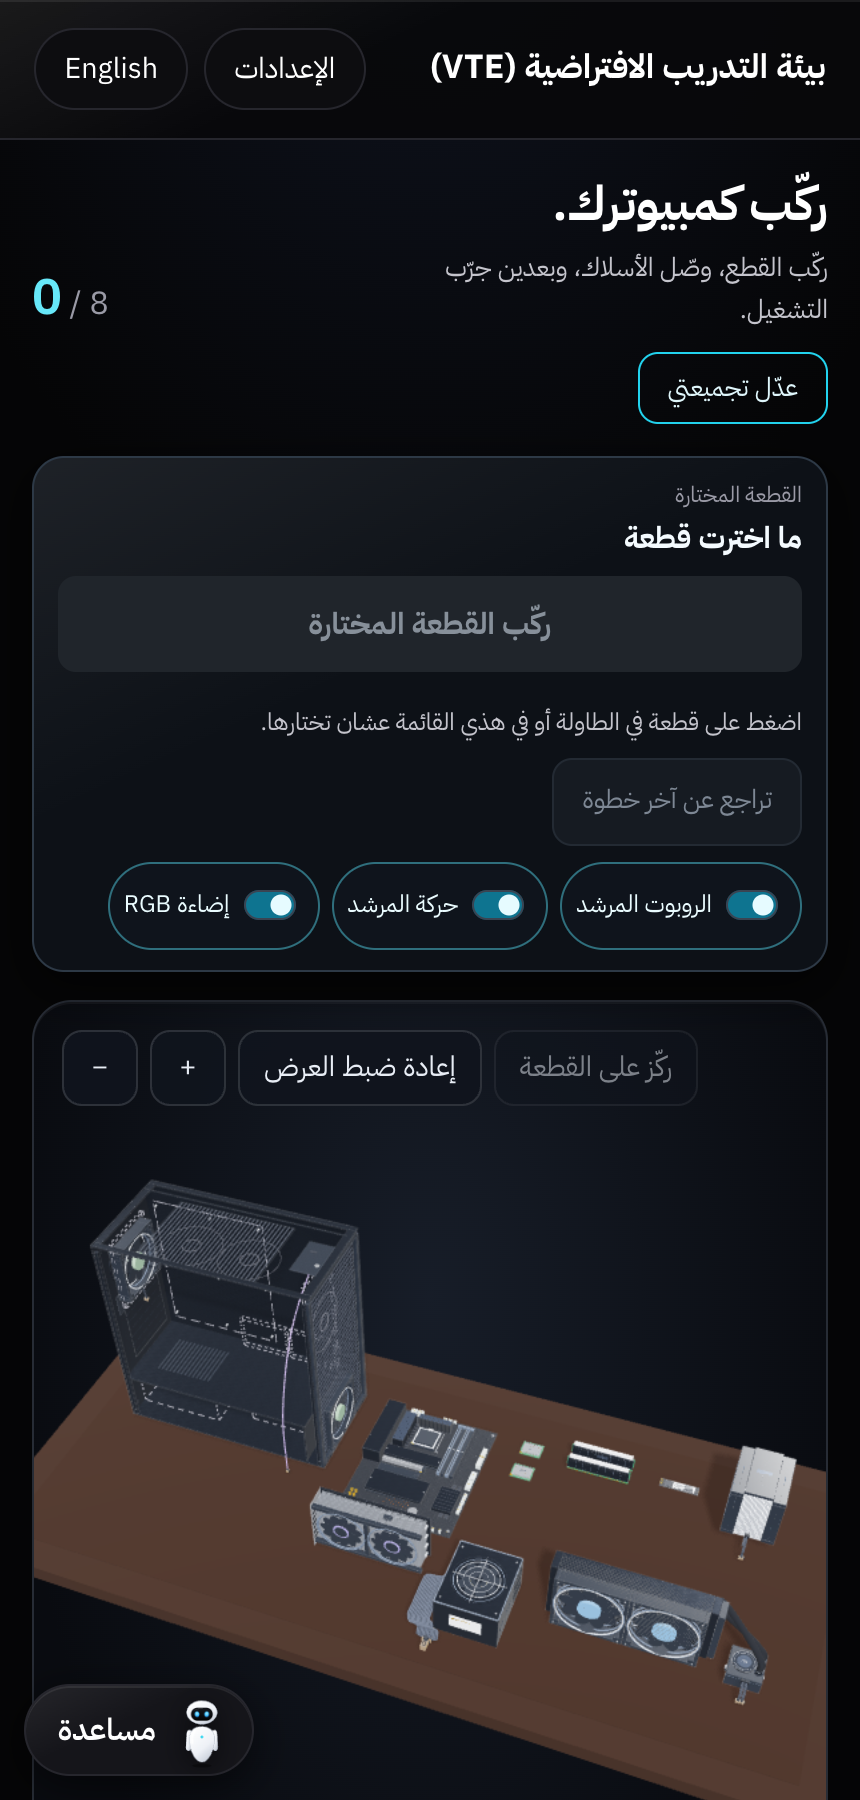 بيئة التدريب الافتراضية (VTE)
الإعدادات
English
ركّب كمبيوترك.
ركّب القطع، وصّل الأسلاك، وبعدين جرّب
التشغيل.
0 / 8
عدّل تجميعتي
القطعة المختارة
ما اخترت قطعة
ركّب القطعة المختارة
اضغط على قطعة في الطاولة أو في هذي القائمة عشان تختارها.
تراجع عن آخر خطوة
الروبوت المرشد
حركة المرشد
إضاءة RGB
ركّز على القطعة
إعادة ضبط العرض
+
−
مساعدة